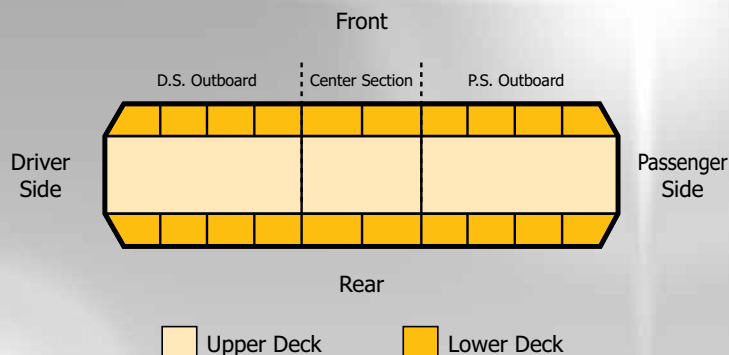 Front
D.S. Outboard
Center Section
P.S. Outboard
Driver
Side
Passenger
Side
Rear
Upper Deck
Lower Deck